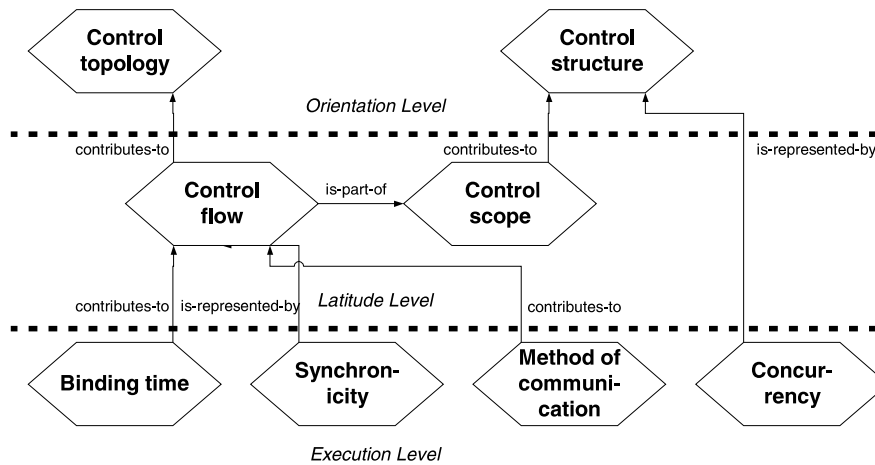 Control
topology
Control
structure
Orientation Level
contributes-to
contributes-to
is-represented-by
Control
flow
is-part-of
Control
scope
contributes-to
is-represented-by
Latitude Level
contributes-to
Binding time
Synchron-
icity
Method of
communi-
cation
Concur-
rrency
Execution Level